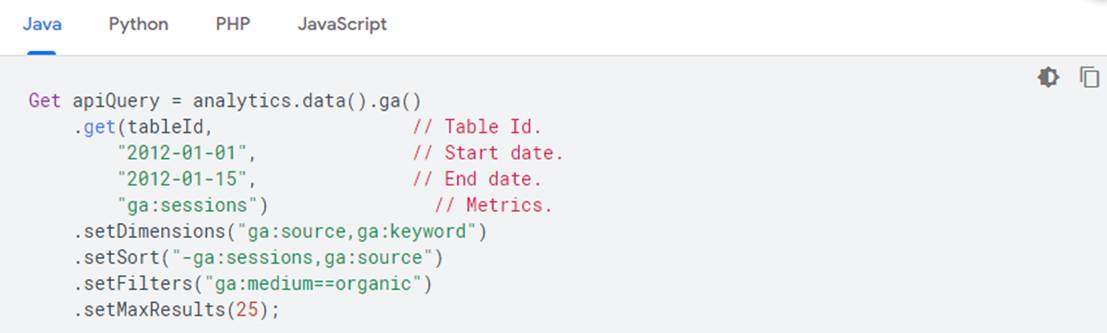 Java Python PHP JavaScript
Get apiQuery = analytics.data().ga()
.get(tableId, // Table Id.
"2012-01-01", // Start date.
"2012-01-15", // End date.
"ga:sessions") // Metrics.
.setDimensions("ga:source,ga:keyword")
.setSort("-ga:sessions,ga:source")
.setFilters("ga:medium==organic")
.setMaxResults(25);